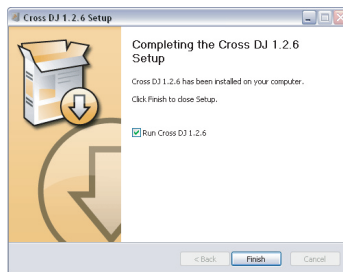 Cross DJ 1.2.6 Setup
Completing the Cross DJ 1.2.6
Setup
Cross DJ 1.2.6 has been installed on your computer.
Click Finish to close Setup.
Run Cross DJ 1.2.6
< Back
Finish
Cancel